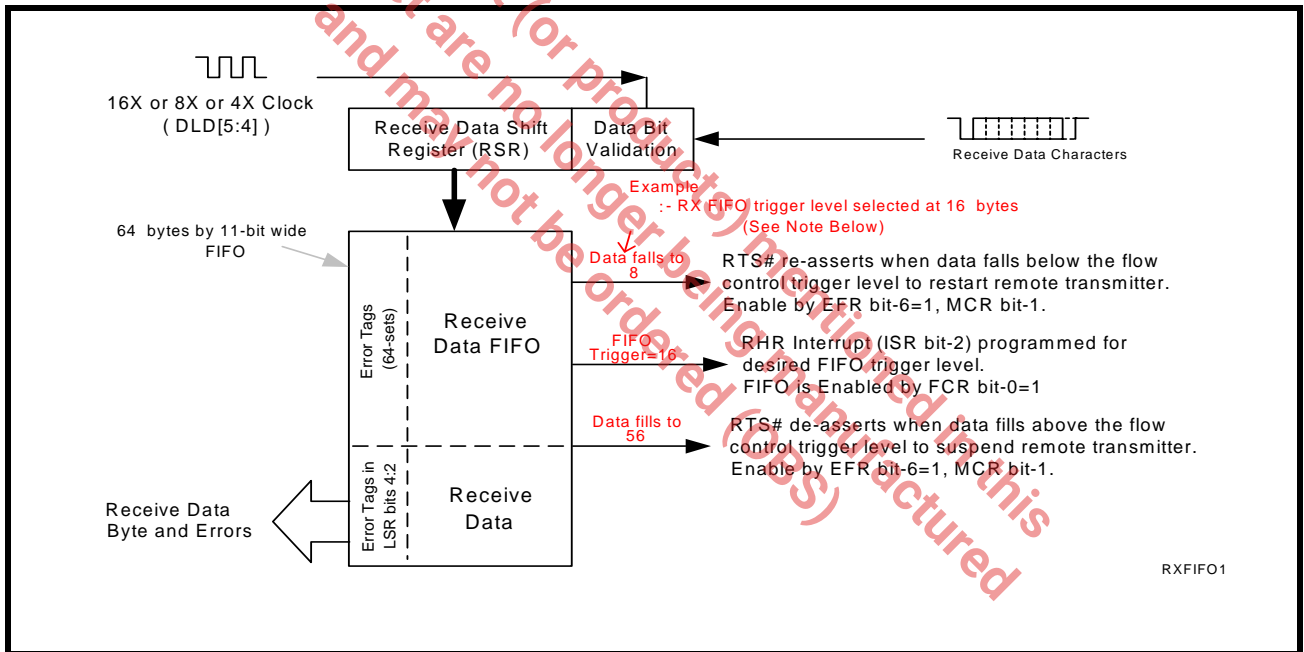 16X or 8X or 4X Clock
( DLD[5:4] )
Receive Data Shift
Register (RSR)
Data Bit
Validation
Receive Data Characters
Example
:- RX FIFO trigger level selected at 16 bytes
(See Note Below)
64 bytes by 11-bit wide
FIFO
Data falls to
8
RTS# re-asserts when data falls below the flow
control trigger level to restart remote transmitter.
Enable by EFR bit-6=1, MCR bit-1.
Error Tags
(64-sets)
Receive
Data FIFO
FIFO
Trigger=16
RHR Interrupt (ISR bit-2) programmed for
desired FIFO trigger level.
FIFO is Enabled by FCR bit-0=1
Data fills to
56
RTS# de-asserts when data fills above the flow
control trigger level to suspend remote transmitter.
Enable by EFR bit-6=1, MCR bit-1.
Error Tags in
LSR bits 4:2
Receive
Data
Receive Data
Byte and Errors
RXFIFO1
(or products) mentioned in this
are no longer being manufactured
and may not be ordered (OBS)